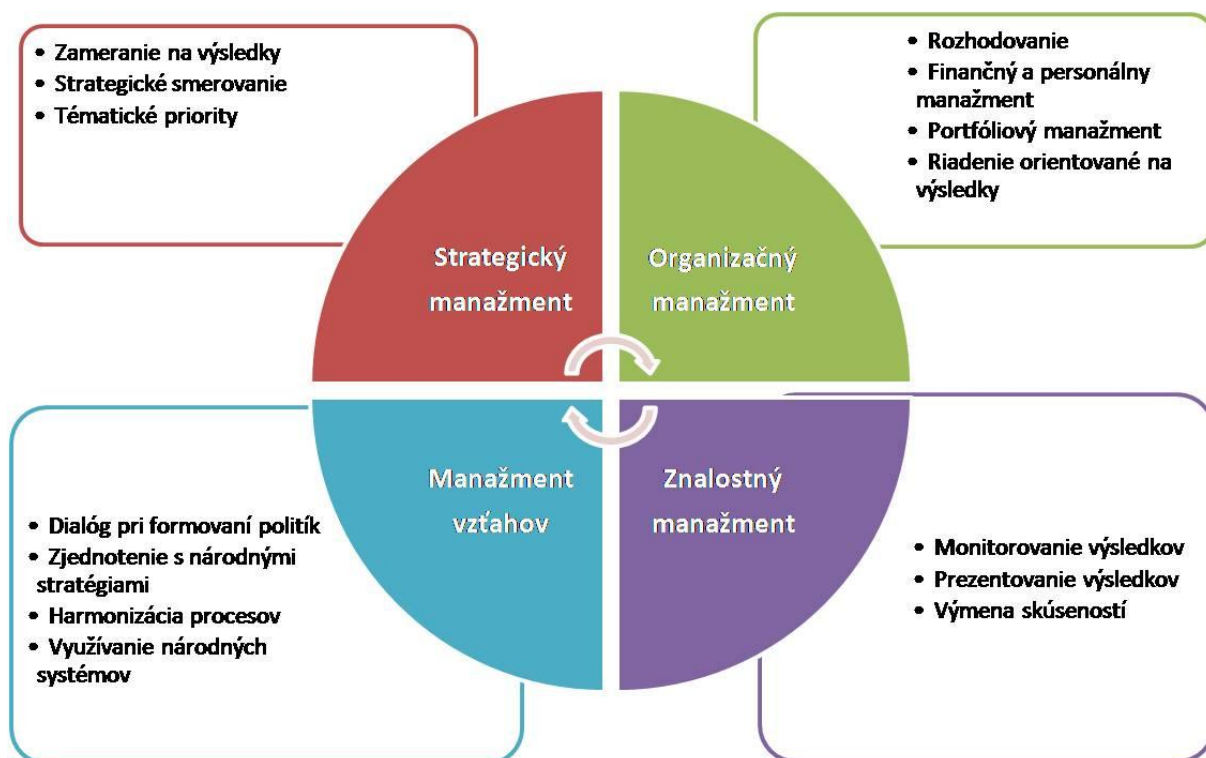 • Zameranie na výsledky
• Strategické smerovanie
• Tématické priority
• Rozhodovanie
• Finančný a personálny
manažment
• Portfóliový manažment
• Riadenie orientované na
výsledky
Strategický
manažment
Organizačný
manažment
Manažment
vzťahov
Znalostný
manažment
• Dialóg pri formovaní politík
• Zjednotenie s národnými
stratégiami
• Harmonizácia procesov
• Využívanie národných
systémov
• Monitorovanie výsledkov
• Prezentovanie výsledkov
• Výmena skúseností